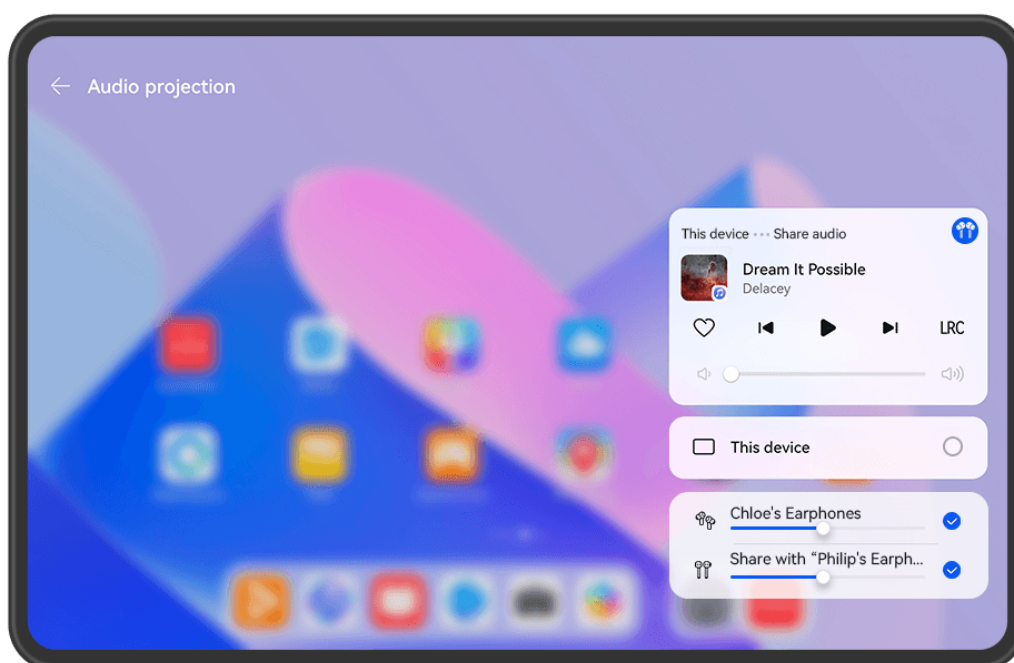 Audio projection
This device ••• Share audio
Dream It Possible
Delacey
LRC
This device
Chloe's Earphones
Share with “Philip's Earph...